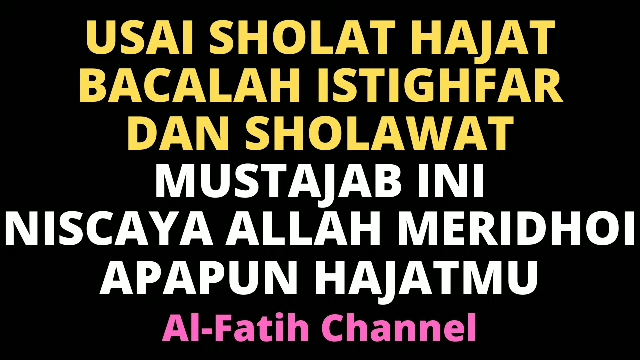 USAI SHOLAT HAJAT
BACALAH ISTIGHFAR
DAN SHOLAWAT
MUSTAJAB INI
NISCAYA ALLAH MERIDHOI
APAPUN HAJATMU
Al-Fatih Channel